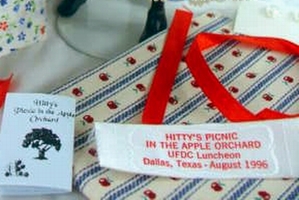 Hitty's
Picnic in the Apple
Orchard
HITTY'S PICNIC
IN THE APPLE ORCHARD
UFDC Luncheon
Dallas, Texas - August 1996